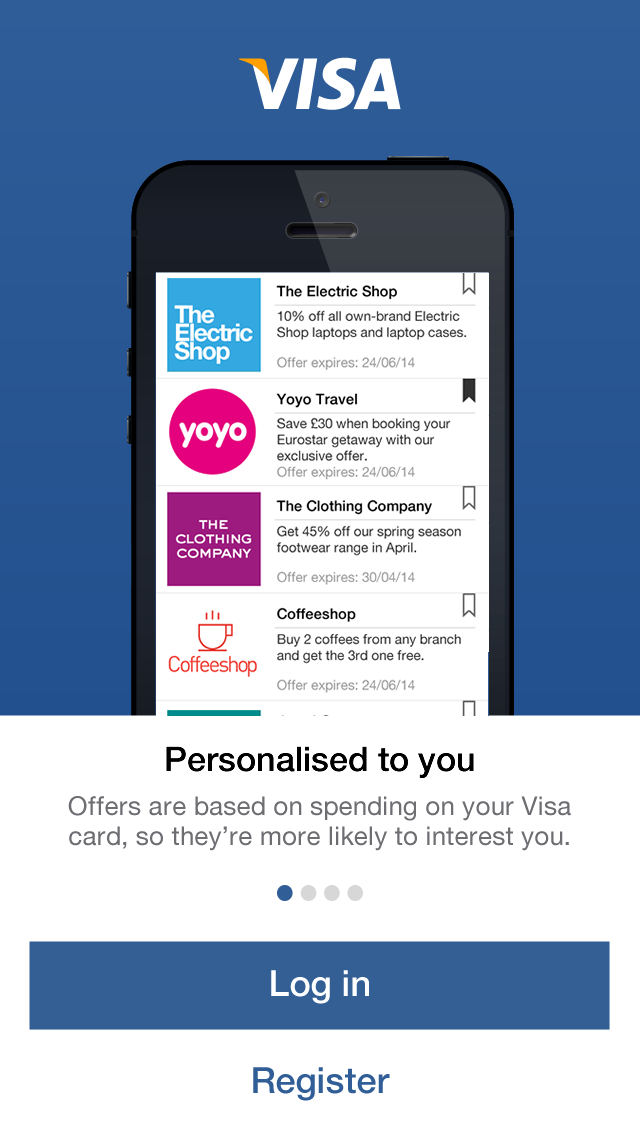 VISA
The
Electric
Shop
The Electric Shop
10% off all own-brand Electric
Shop laptops and laptop cases.
Offer expires: 24/06/14
yoyo
Yoyo Travel
Save £30 when booking your
Eurostar getaway with our
exclusive offer.
Offer expires: 24/06/14
THE
CLOTHING
COMPANY
The Clothing Company
Get 45% off our spring season
footwear range in April.
Offer expires: 30/04/14
Coffeeshop
Coffeeshop
Buy 2 coffees from any branch
and get the 3rd one free.
Offer expires: 24/06/14
Personalised to you
Offers are based on spending on your Visa
card, so they’re more likely to interest you.
Log in
Register